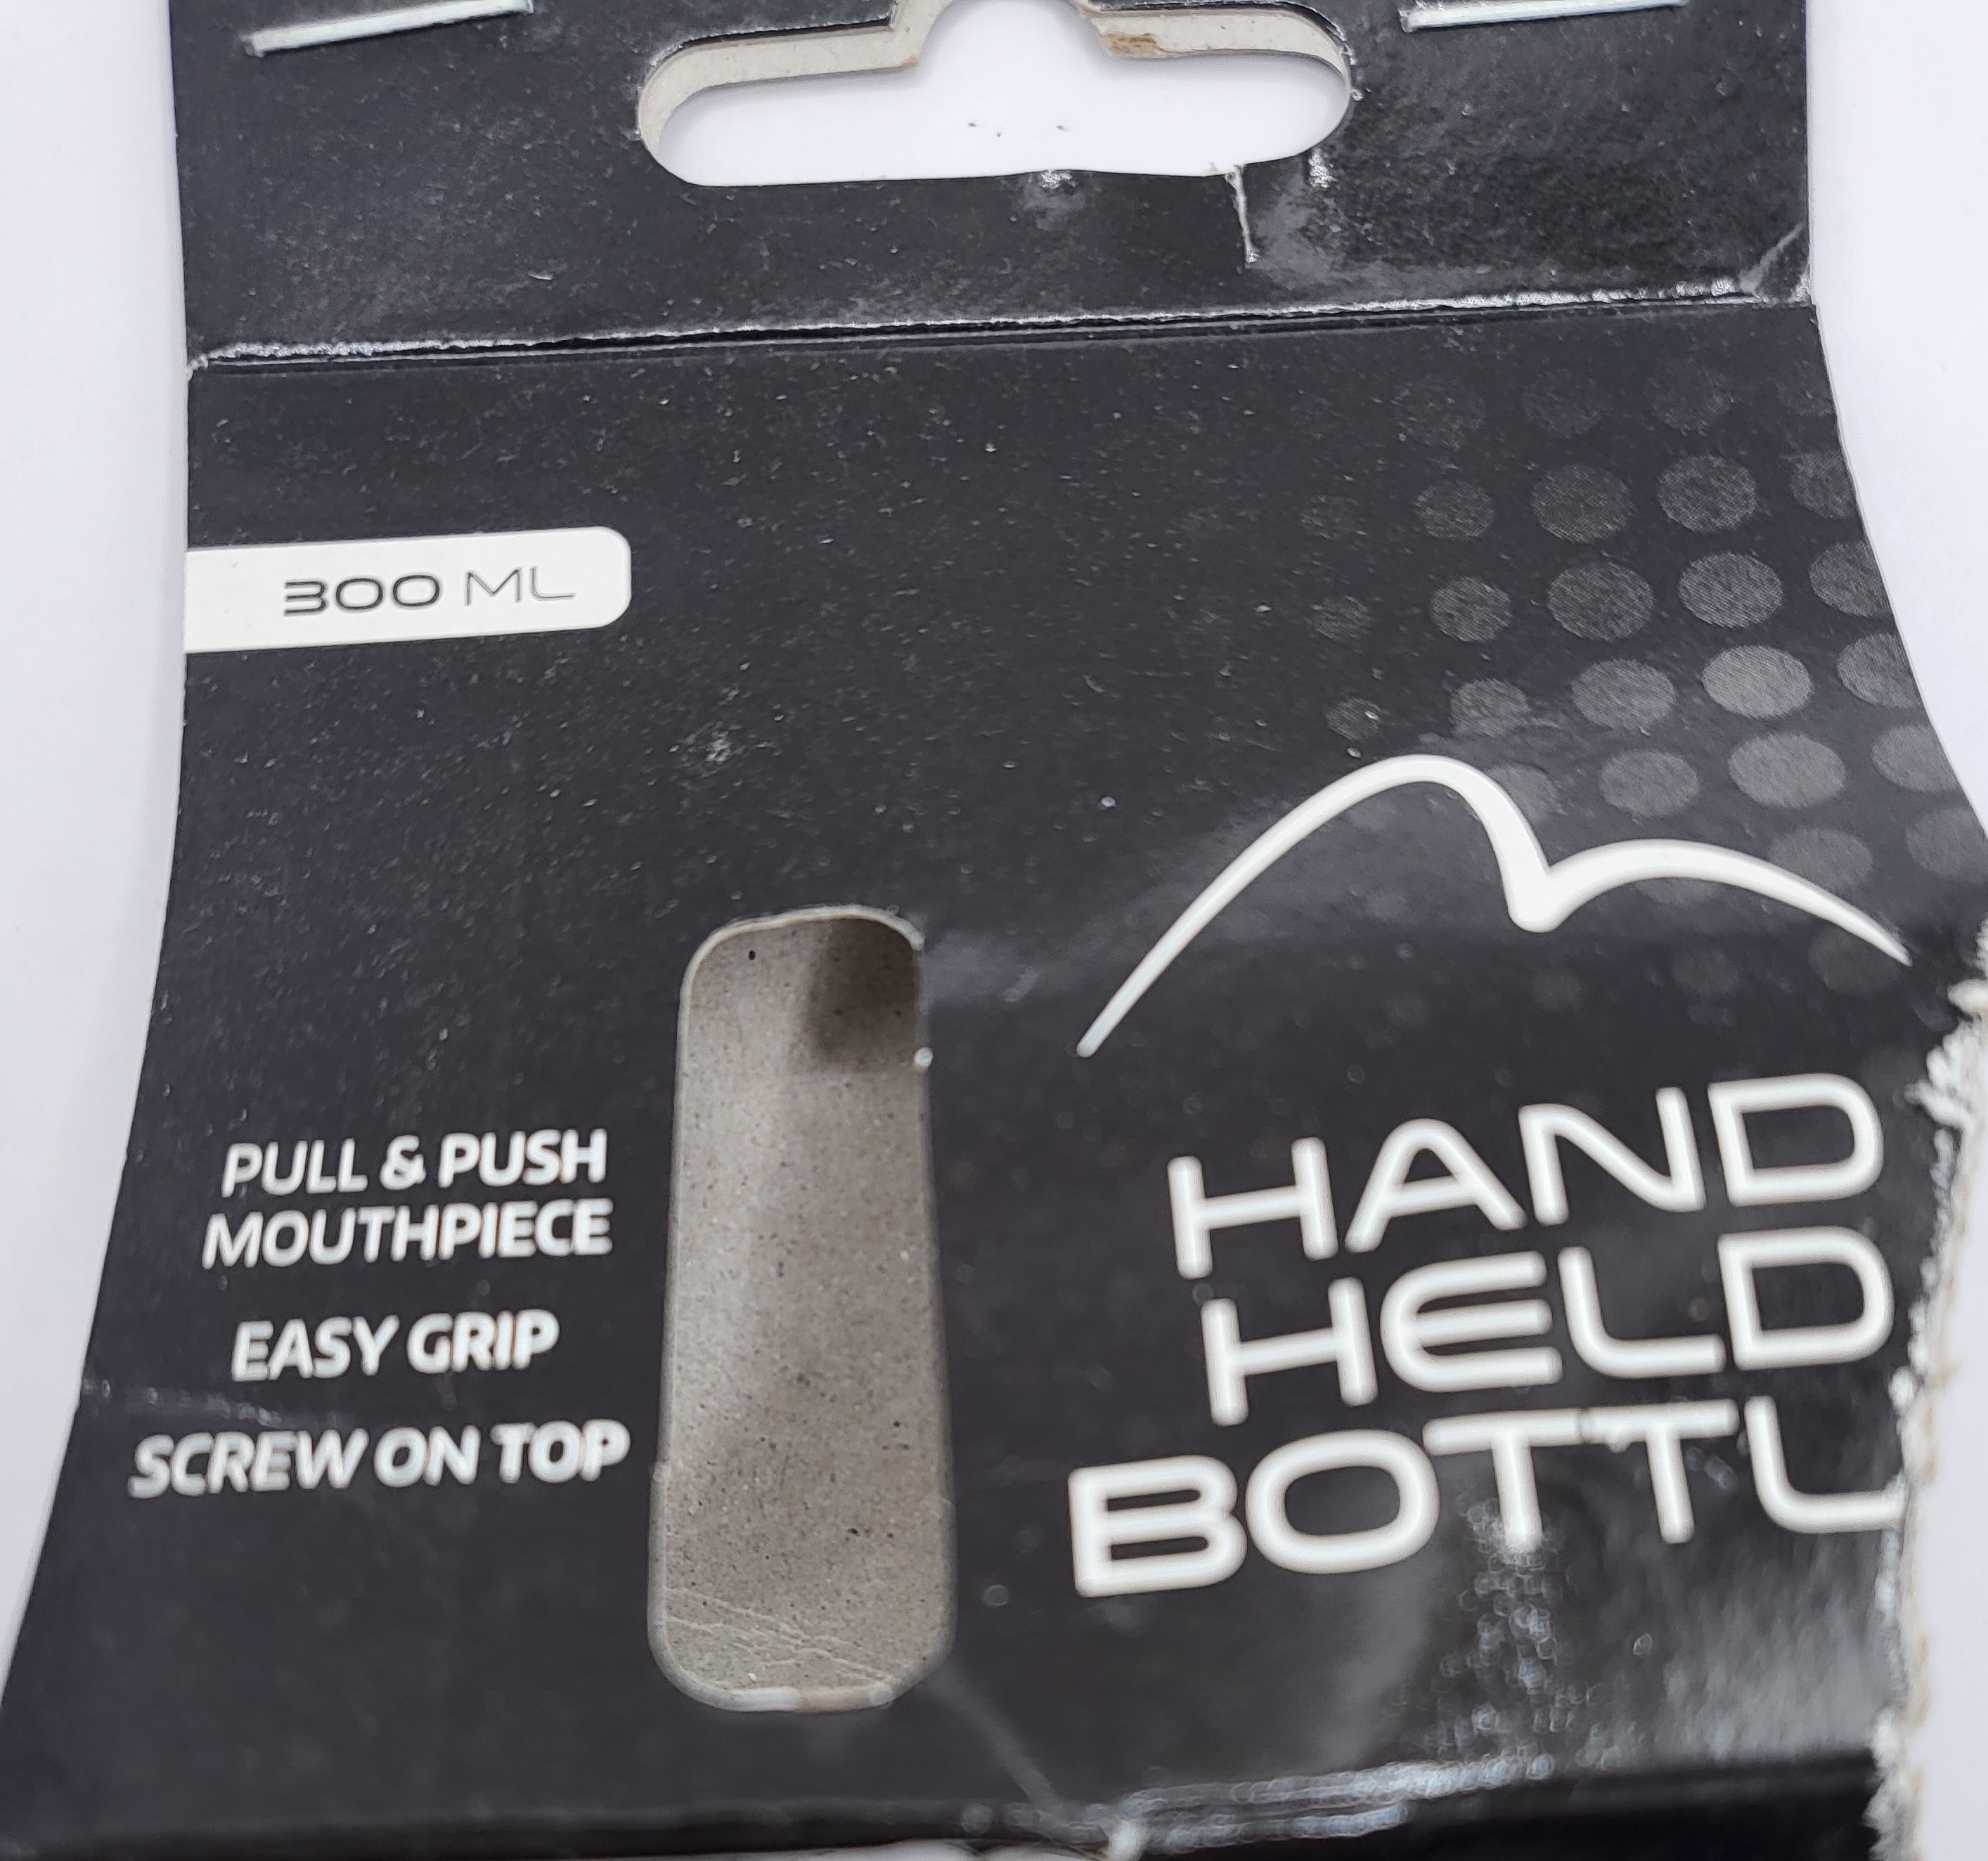 300 ML
PULL & PUSH
MOUTHPIECE
EASY GRIP
SCREW ON TOP
HAND
HELD
BOTTL